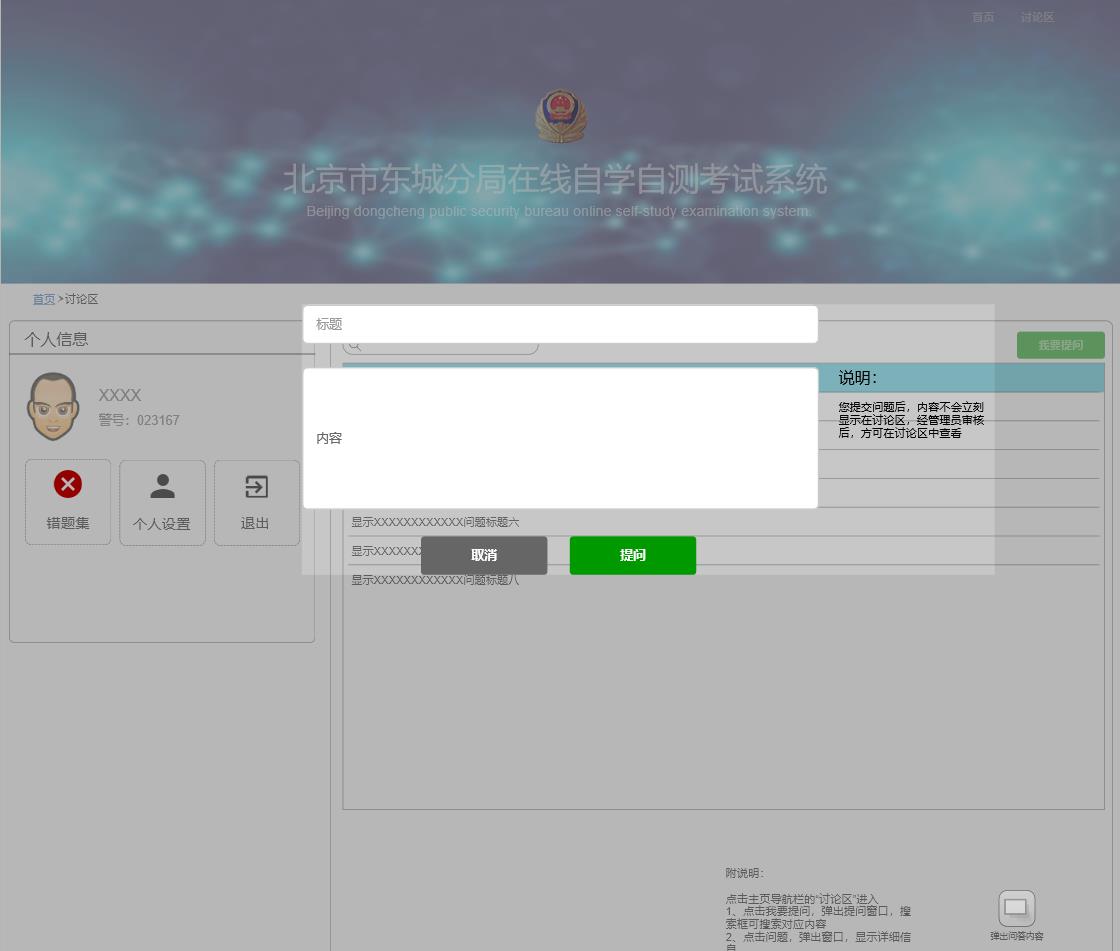 首页 讨论区
北京市东城分局在线自学自测考试系统
Beijing dongcheng public security bureau online self-study examination system.
首页>讨论区
个人信息
XXXX
警号：023167
错题集 个人设置 退出
标题
我要提问
内容
说明：
您提交问题后，内容不会立刻
显示在讨论区，经管理员审核
后，方可在讨论区中查看
显示XXXXXXXXXXXX问题标题六
显示XXXXXXX
取消 提问
显示XXXXXXXXXXXX问题标题八
附说明：
点击主页导航栏的“讨论区”进入
1、点击我要提问，弹出提问窗口，搜
索框可搜索对应内容
2、点击问题，弹出窗口，显示详细信
息
弹出问答内容